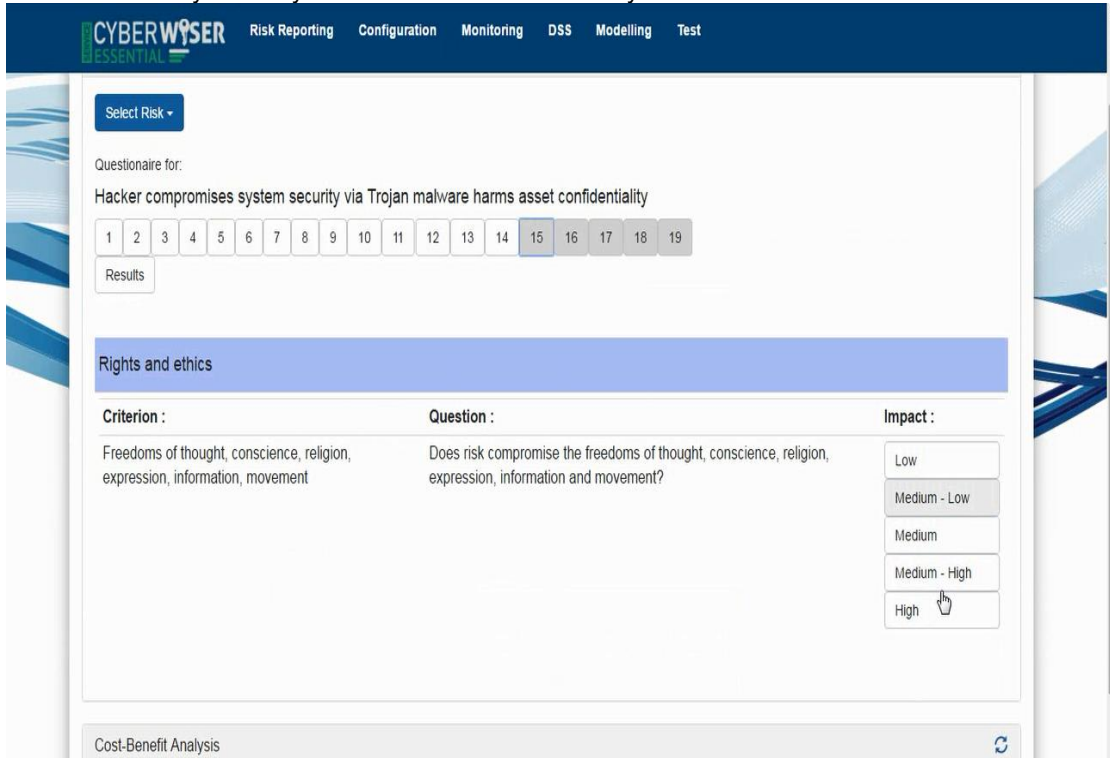 CYBERWISER Risk Reporting Configuration Monitoring DSS Modelling Test
SERVICE
ESSENTIAL
Select Risk
Questionaire for:
Hacker compromises system security via Trojan malware harms asset confidentiality
1 2 3 4 5 6 7 8 9 10 11 12 13 14 15 16 17 18 19
Results
Rights and ethics
Criterion : Question : Impact :
Freedoms of thought, conscience, religion, Does risk compromise the freedoms of thought, conscience, religion, Low
expression, information, movement expression, information and movement?
Medium - Low
Medium
Medium - High
High
Cost-Benefit Analysis